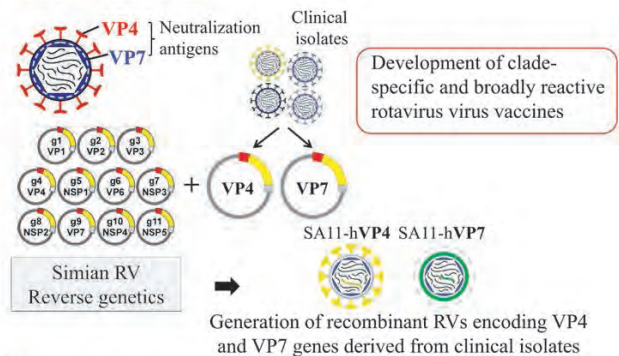 VP4
VP7
Neutralization
antigens
Clinical
isolates
Development of clade-
specific and broadly reactive
rotavirus virus vaccines
g1
VP1
g2
VP2
g3
VP3
g4
VP4
g5
NSP1
g6
VP6
g7
NSP3
g8
NSP2
g9
VP7
g10
NSP4
g11
NSP5
+
VP4
VP7
Simian RV
Reverse genetics
SA11-hVP4 SA11-hVP7
Generation of recombinant RVs encoding VP4
and VP7 genes derived from clinical isolates